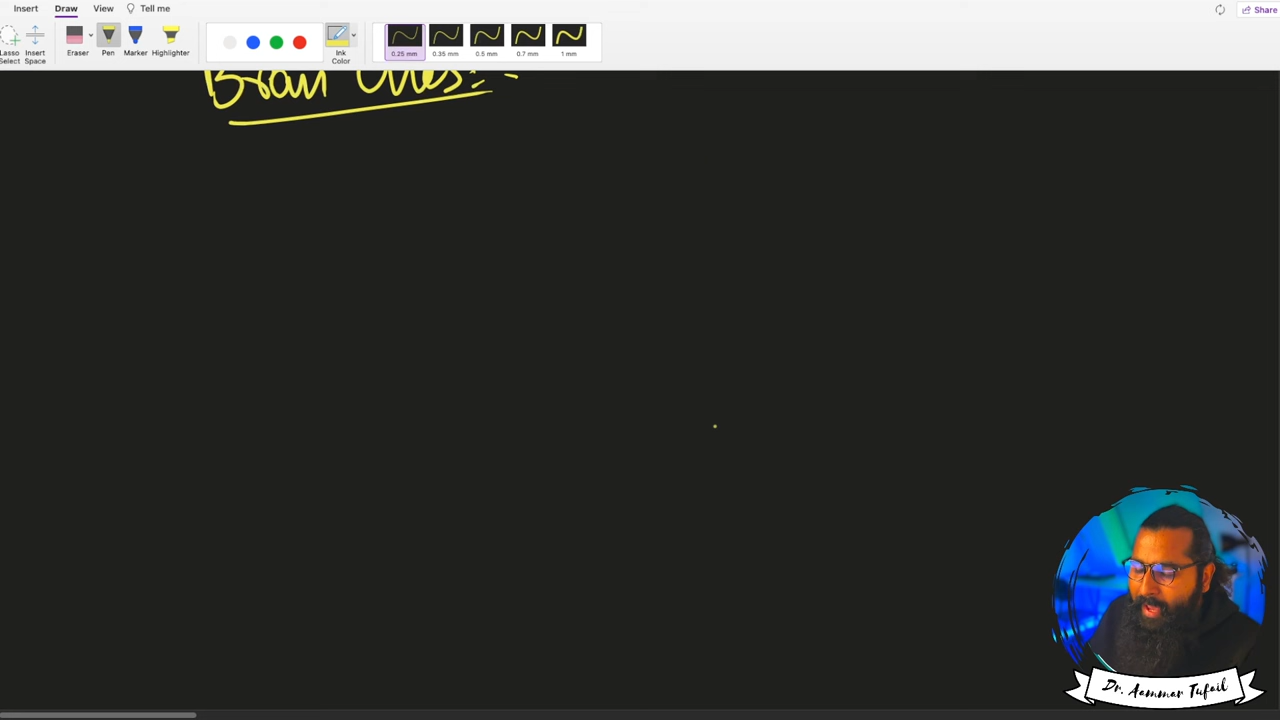 Insert Draw View Tell me
Share
Lasso Select
Insert Space
Eraser
Pen
Marker
Highlighter
Ink Color
0.25 mm
0.35 mm
0.5 mm
0.7 mm
1 mm
Brain
Dr. Aammar Tufail